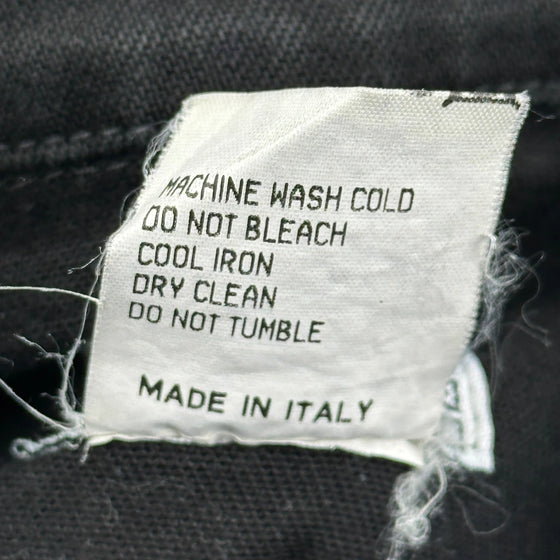 MACHINE WASH COLD
DO NOT BLEACH
COOL IRON
DRY CLEAN
DO NOT TUMBLE
MADE IN ITALY